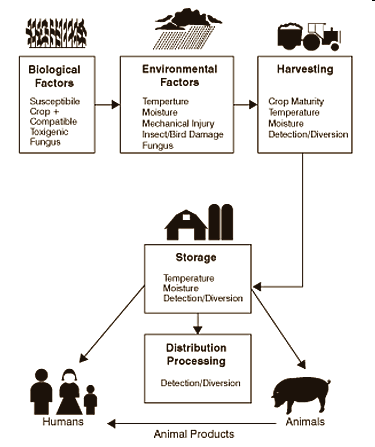 Biological
Factors
Susceptibile
Crop +
Compatible
Toxigenic
Fungus
Environmental
Factors
Temperture
Moisture
Mechanical Injury
Insect/Bird Damage
Fungus
Harvesting
Crop Maturity
Temperature
Moisture
Detection/Diversion
Storage
Temperature
Moisture
Detection/Diversion
Distribution
Processing
Detection/Diversion
Humans
Animals
Animal Products